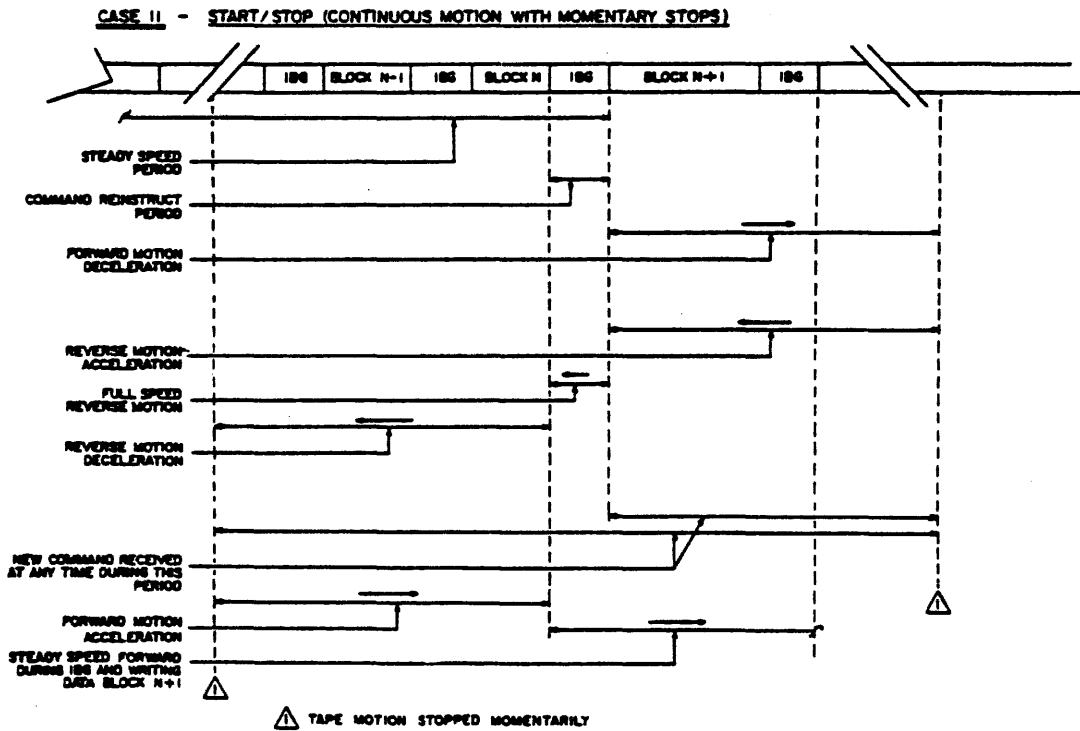 CASE II - START/STOP (CONTINUOUS MOTION WITH MOMENTARY STOPS)
IBG BLOCK N-1 IBG BLOCK N IBG BLOCK N+1 IBG
STEADY SPEED
PERIOD
COMMAND REINSTRUCT
PERIOD
FORWARD MOTION
DECELERATION
REVERSE MOTION
ACCELERATION
FULL SPEED
REVERSE MOTION
REVERSE MOTION
DECELERATION
NEW COMMAND RECEIVED
AT ANY TIME DURING THIS
PERIOD
FORWARD MOTION
ACCELERATION
STEADY SPEED FORWARD
DURING IBG AND WRITING
DATA BLOCK N+1
1
1
1 TAPE MOTION STOPPED MOMENTARILY